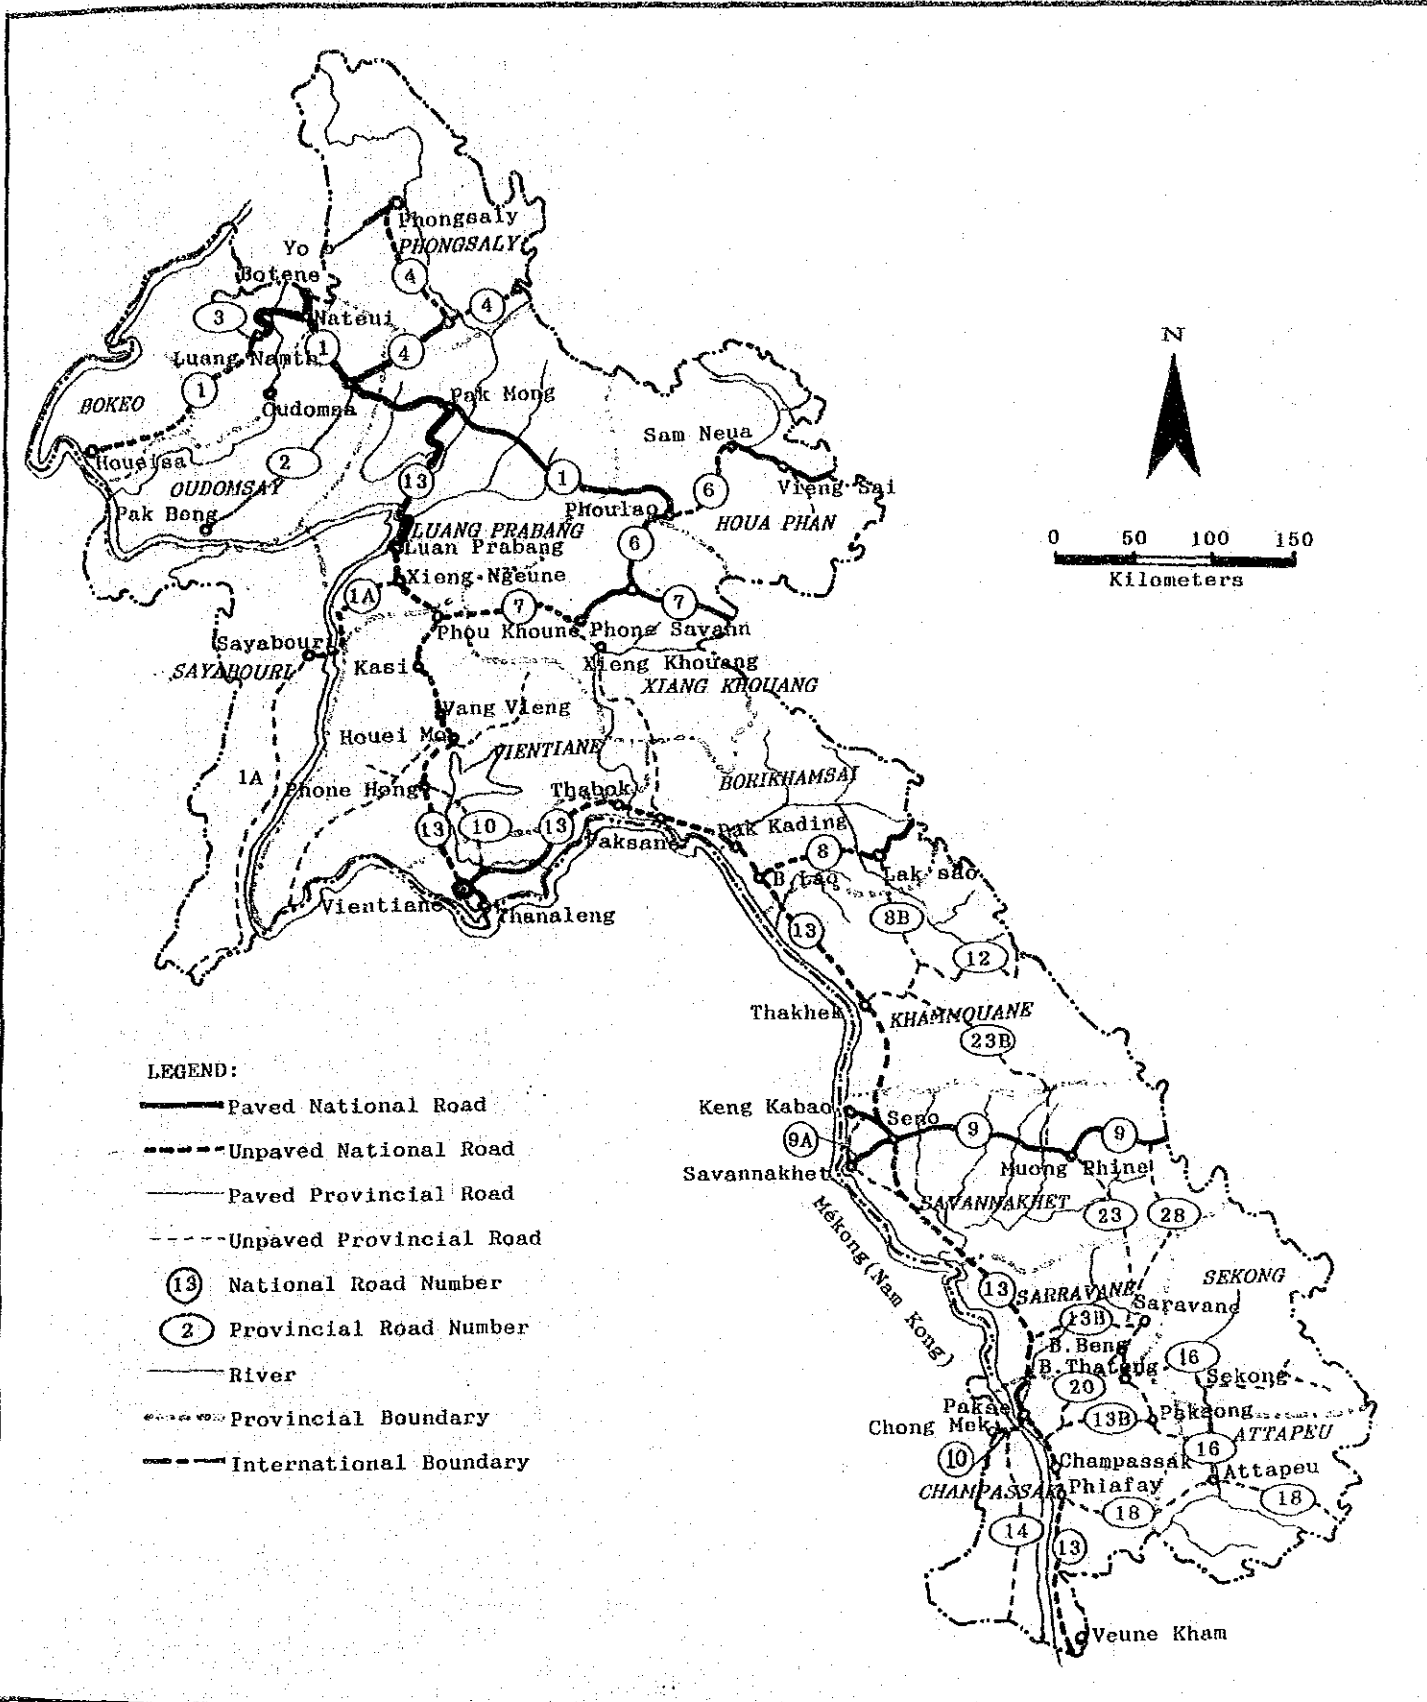 Phongsaly
PHONGSALY
Yo
Botene
4
4
3
Nateui
1
4
Luang Namtha
1
BOKEO
Oudomsa
Pak Mong
Sam Neua
Houeisa
2
OUDOMSAY
13
1
6
Vieng Sai
Pak Beng
Phoulao
HOUA PHAN
LUANG PRABANG
Luan Prabang
6
Xieng-Ngeune
1A
7
7
Phou Khoune
Phone Savann
Sayabouri
SAYABOURI
Kasi
Xieng Khouang
XIANG KHOUANG
Vang Vieng
Houei Mo
VIENTIANE
1A
Phone Hong
Thabok
BORIKHAMSAI
13
10
13
Paksane
Pak Kading
8
B.Lao
Lak sao
Vientiane
Thanaleng
8B
13
12
Thakhek
KHAMMOUANE
23B
Keng Kabao
Seno
9A
9
9
Savannakhet
Muong Phine
SAVANNAKHET
23
28
Mékong(Nam Kong)
13
SARRAVANE
SEKONG
Saravane
13B
B.Beng
B.Thateng
16
20
Sekong
Pakse
13B
Paksong
Chong Mek
ATTAPEU
10
16
Champassak
Attapeu
CHAMPASSAK
Phiafay
18
18
14
13
Veune Kham
N
0 50 100 150
Kilometers
LEGEND:
Paved National Road
Unpaved National Road
Paved Provincial Road
Unpaved Provincial Road
13 National Road Number
2 Provincial Road Number
River
Provincial Boundary
International Boundary